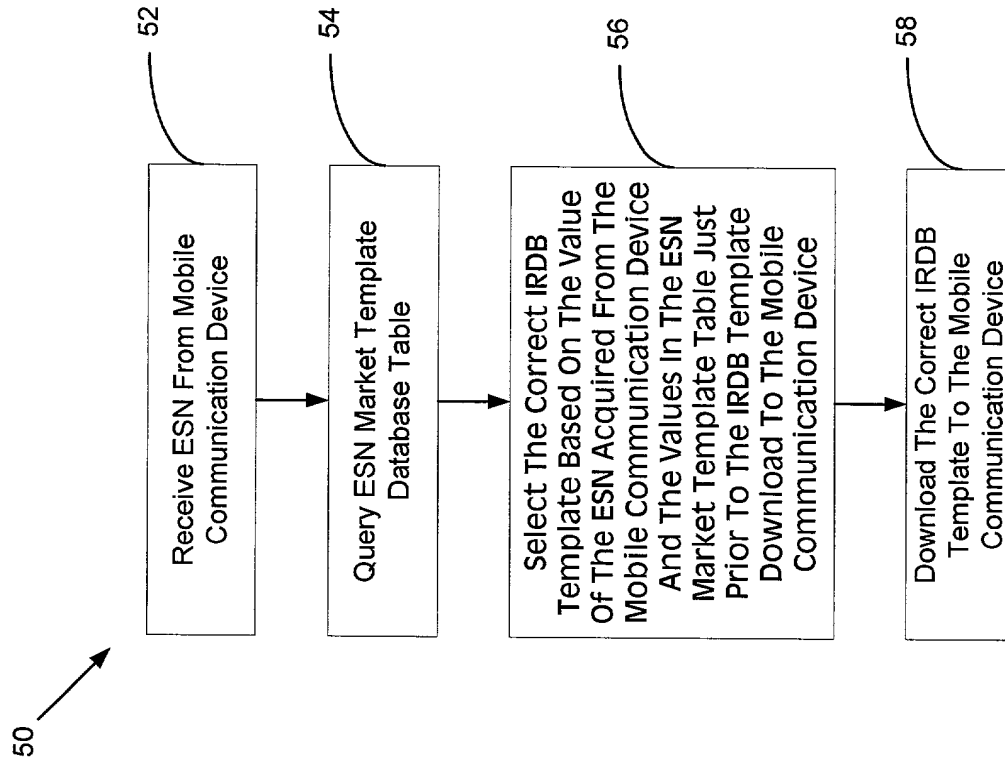 50
52
Receive ESN From Mobile
Communication Device
54
Query ESN Market Template
Database Table
56
Select The Correct IRDB
Template Based On The Value
Of The ESN Acquired From The
Mobile Communication Device
And The Values In The ESN
Market Template Table Just
Prior To The IRDB Template
Download To The Mobile
Communication Device
58
Download The Correct IRDB
Template To The Mobile
Communication Device